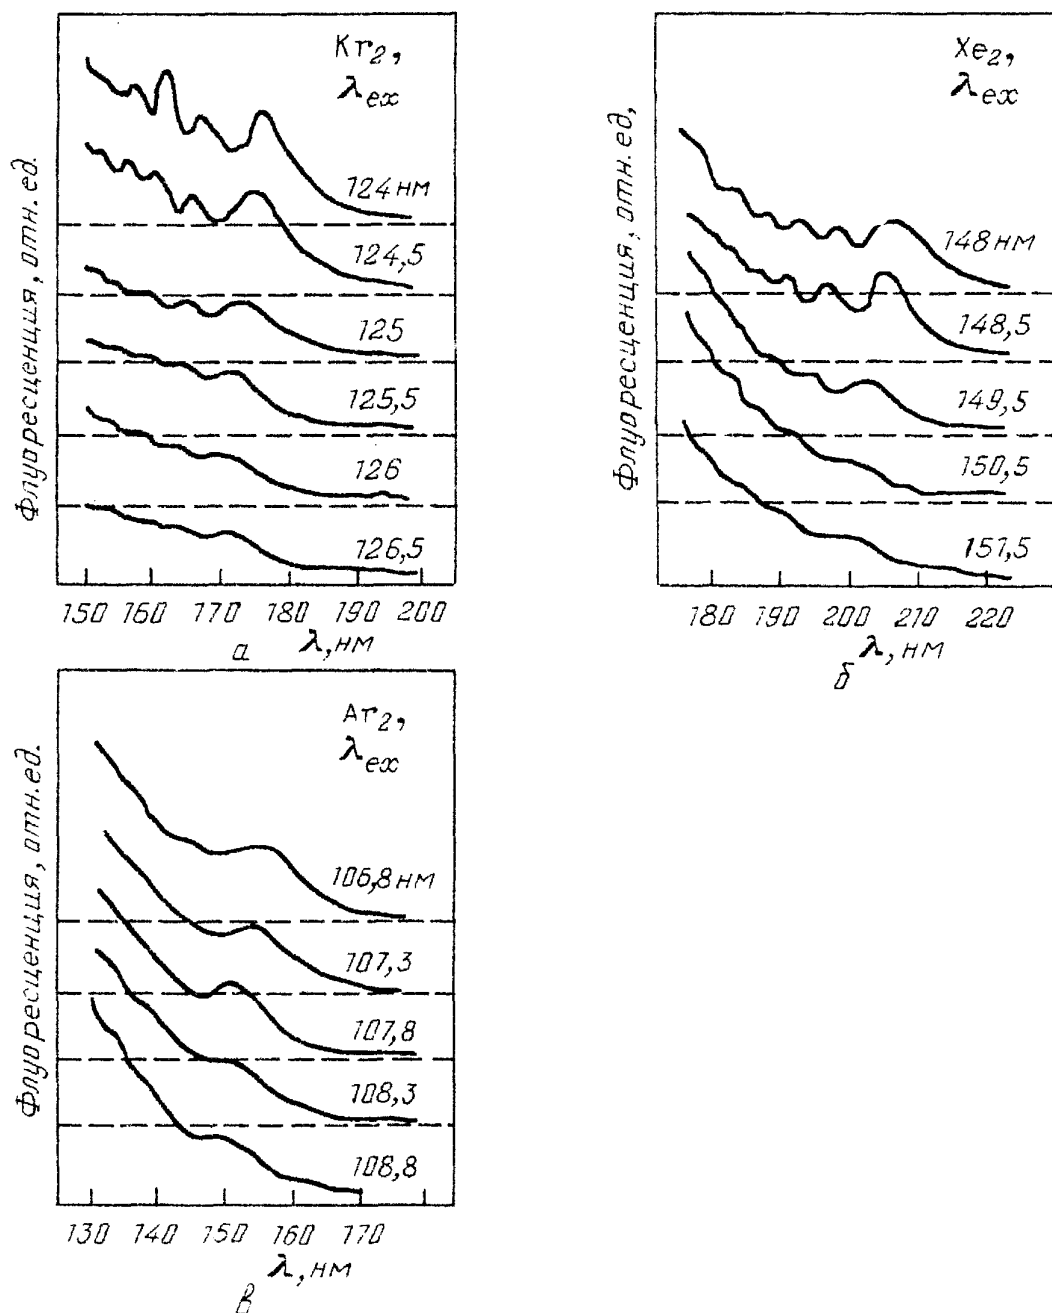 Kr₂,
λex
Флуоресценция, отн. ед.
124 нм
124,5
125
125,5
126
126,5
150 160 170 180 190 200
λ, нм
а
Xe₂,
λex
Флуоресценция, отн. ед,
148 нм
148,5
149,5
150,5
151,5
180 190 200 210 220
λ, нм
б
Ar₂,
λex
Флуоресценция, отн. ед.
106,8 нм
107,3
107,8
108,3
108,8
130 140 150 160 170
λ, нм
в